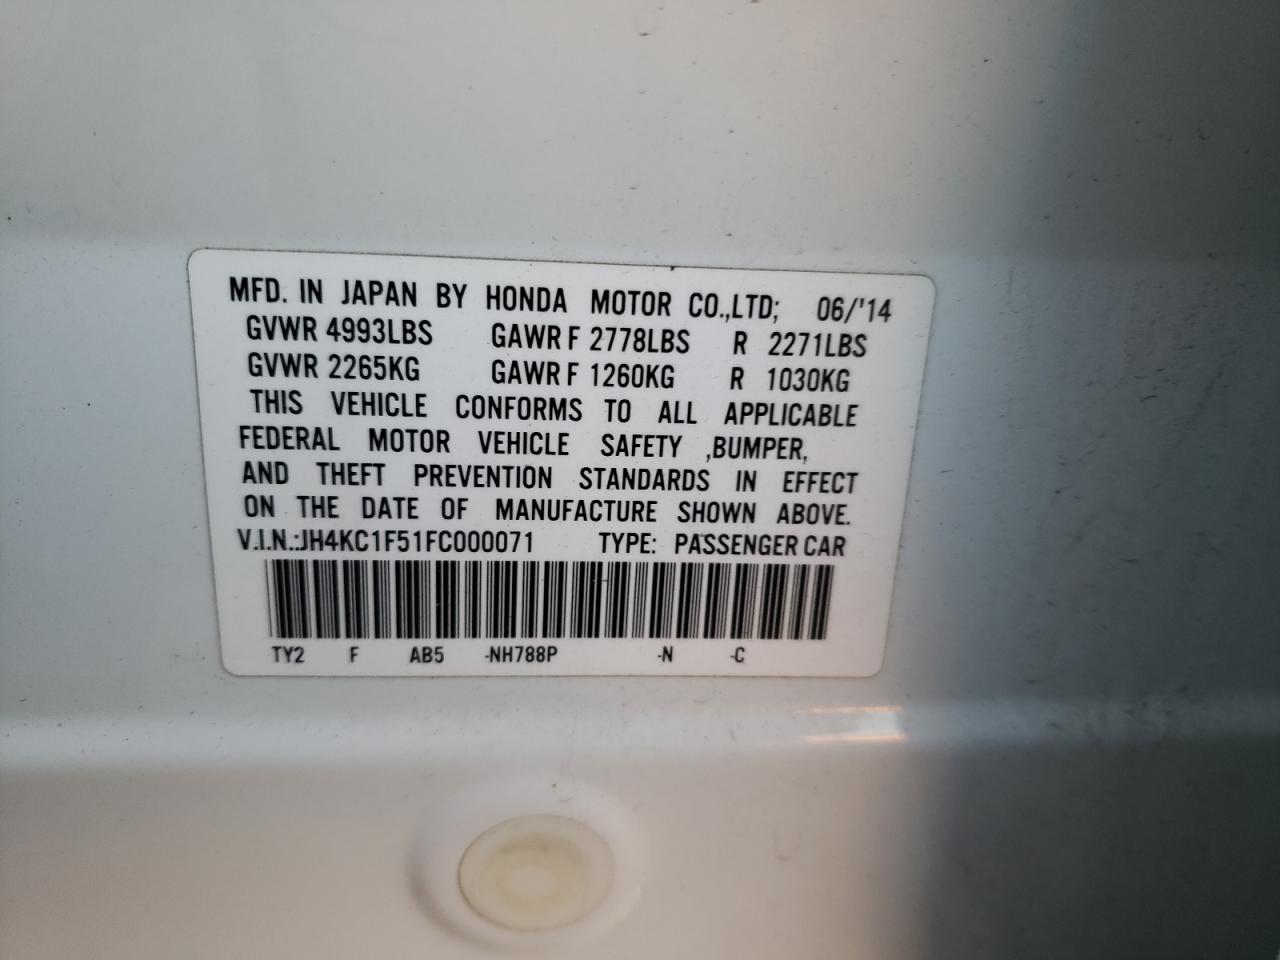 MFD. IN JAPAN BY HONDA MOTOR CO.,LTD; 06/'14
GVWR 4993LBS GAWR F 2778LBS R 2271LBS
GVWR 2265KG GAWR F 1260KG R 1030KG
THIS VEHICLE CONFORMS TO ALL APPLICABLE
FEDERAL MOTOR VEHICLE SAFETY ,BUMPER,
AND THEFT PREVENTION STANDARDS IN EFFECT
ON THE DATE OF MANUFACTURE SHOWN ABOVE.
V.I.N.:JH4KC1F51FC000071 TYPE: PASSENGER CAR
TY2 F AB5 -NH788P -N -C